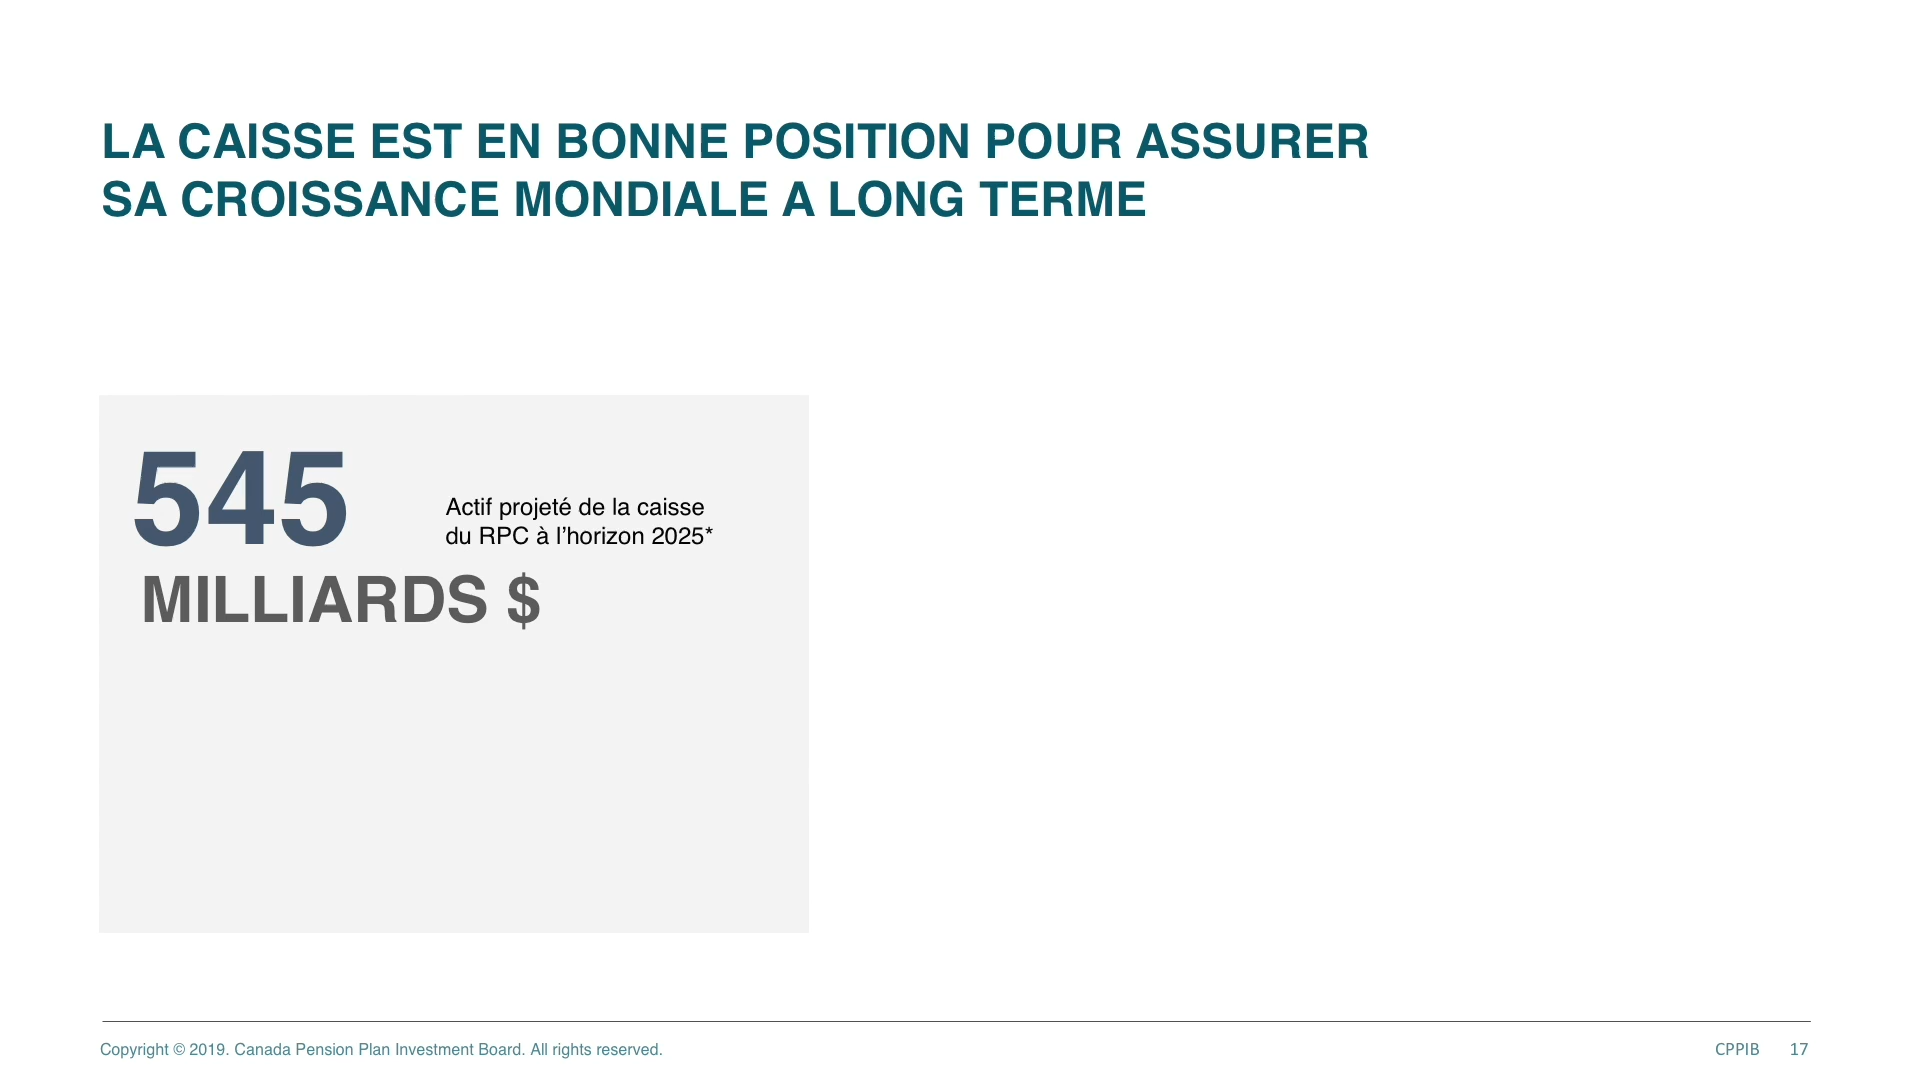 LA CAISSE EST EN BONNE POSITION POUR ASSURER
SA CROISSANCE MONDIALE A LONG TERME
545
Actif projeté de la caisse
du RPC à l’horizon 2025*
MILLIARDS $
Copyright © 2019. Canada Pension Plan Investment Board. All rights reserved.
CPPIB 17